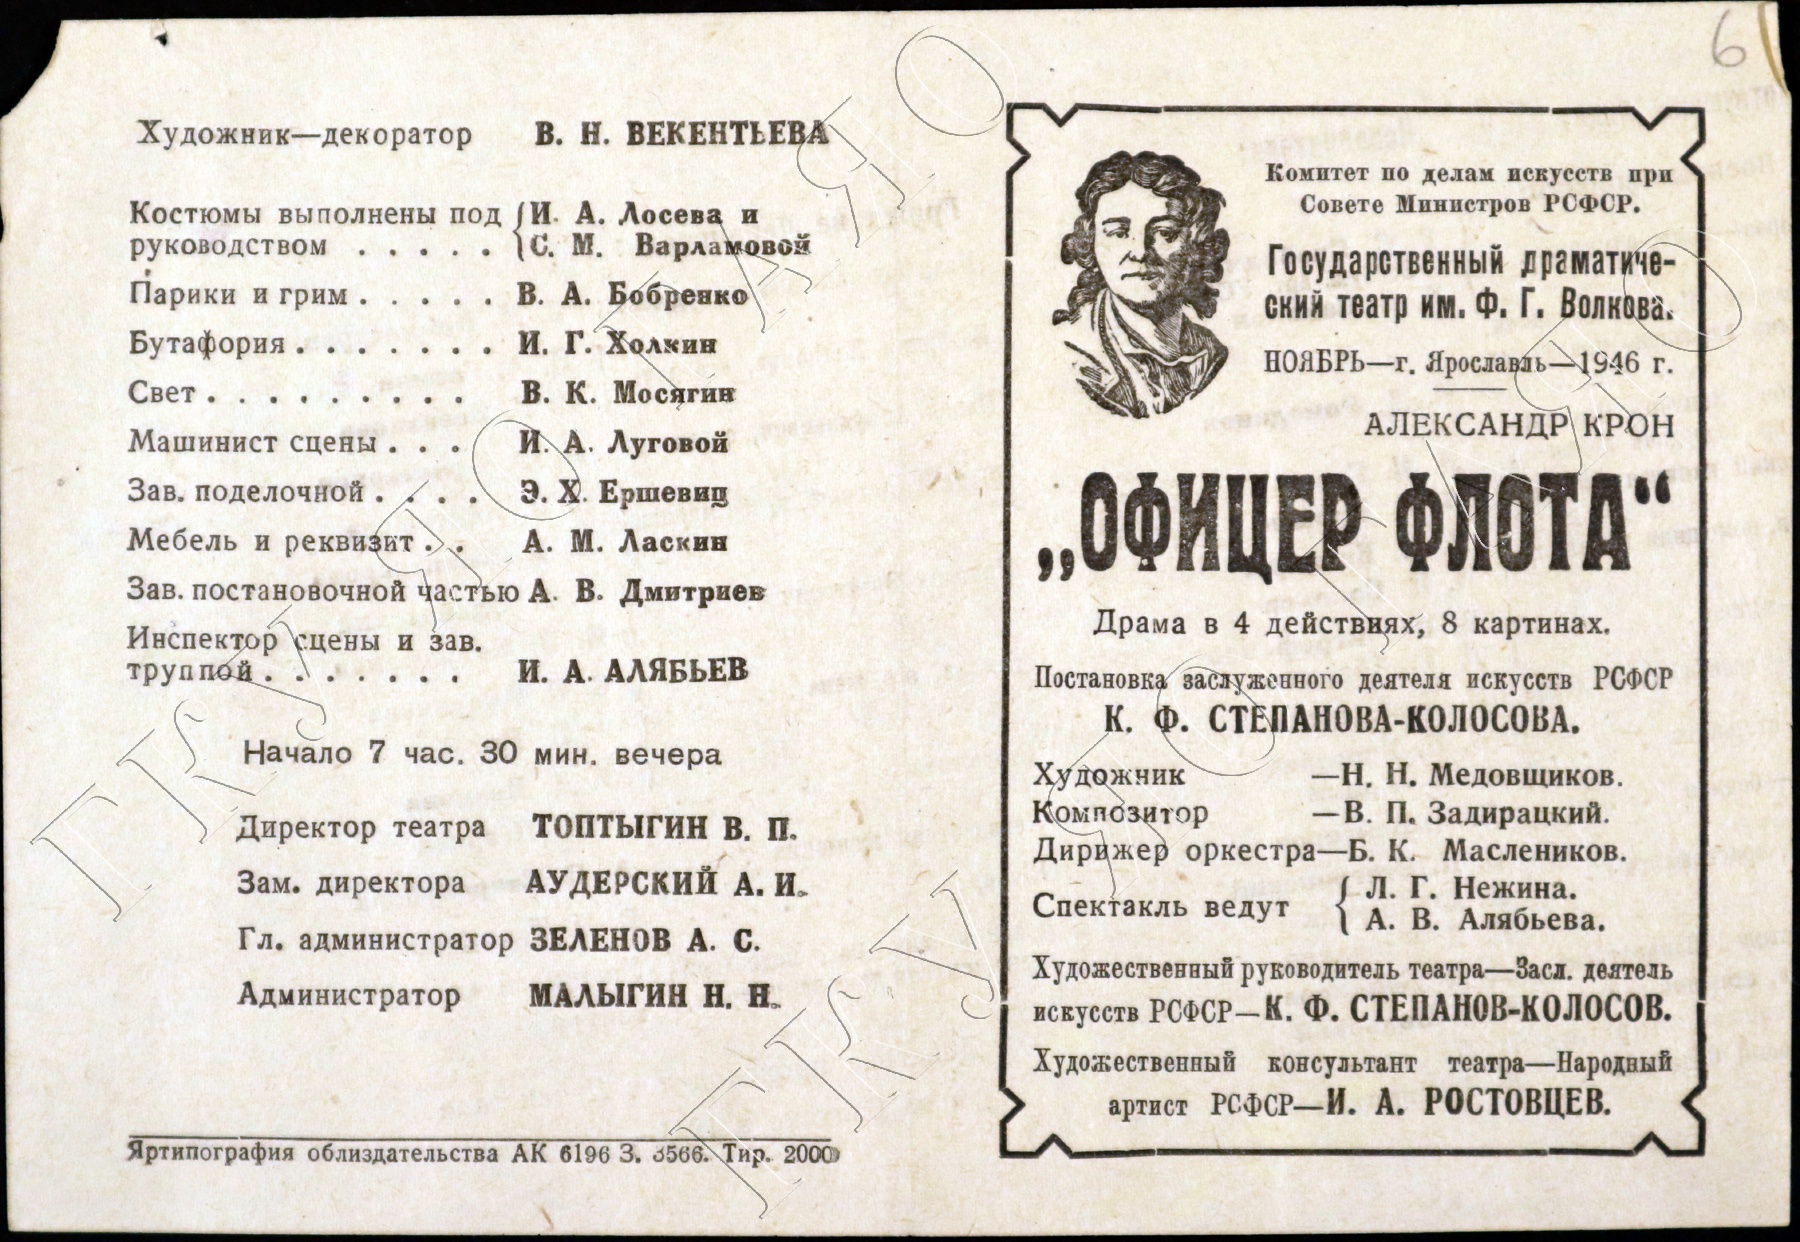 Художник—декоратор В. Н. ВЕКЕНТЬЕВА
Костюмы выполнены под { И. А. Лосева и
руководством . . . . . { С. М. Варламовой
Парики и грим . . . . . В. А. Бобренко
Бутафория . . . . . . . И. Г. Холкин
Свет . . . . . . . . . В. К. Мосягин
Машинист сцены . . . И. А. Луговой
Зав. поделочной . . . . Э. Х. Ершевиц
Мебель и реквизит . . А. М. Ласкин
Зав. постановочной частью А. В. Дмитриев
Инспектор сцены и зав.
труппой . . . . . . . И. А. АЛЯБЬЕВ
Начало 7 час. 30 мин. вечера
Директор театра ТОПТЫГИН В. П.
Зам. директора АУДЕРСКИЙ А. И.
Гл. администратор ЗЕЛЕНОВ А. С.
Администратор МАЛЫГИН Н. Н.
Яртипография облиздательства АК 6196 З. 3566. Тир. 2000
6
Комитет по делам искусств при
Совете Министров РСФСР.
Государственный драматиче-
ский театр им. Ф. Г. Волкова.
НОЯБРЬ—г. Ярославль—1946 г.
АЛЕКСАНДР КРОН
„ОФИЦЕР ФЛОТА“
Драма в 4 действиях, 8 картинах.
Постановка заслуженного деятеля искусств РСФСР
К. Ф. СТЕПАНОВА-КОЛОСОВА.
Художник —Н. Н. Медовщиков.
Композитор —В. П. Задирацкий.
Дирижер оркестра—Б. К. Маслеников.
Спектакль ведут { Л. Г. Нежина.
{ А. В. Алябьева.
Художественный руководитель театра—Засл. деятель
искусств РСФСР—К. Ф. СТЕПАНОВ-КОЛОСОВ.
Художественный консультант театра—Народный
артист РСФСР—И. А. РОСТОВЦЕВ.
ГКУ ЯО ГАЯО
ГКУ ЯО ГАЯО